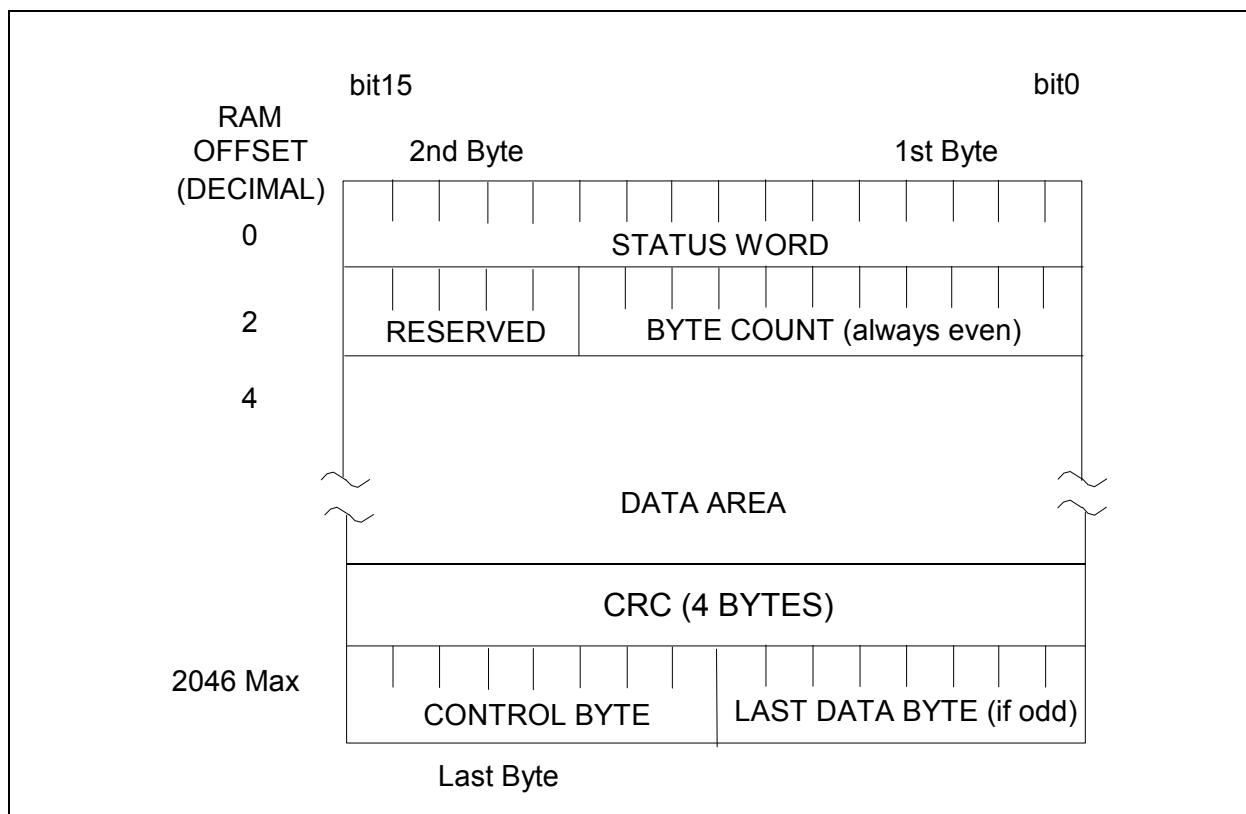 bit15 bit0
RAM
OFFSET
(DECIMAL)
2nd Byte 1st Byte
0 STATUS WORD
2 RESERVED BYTE COUNT (always even)
4
DATA AREA
CRC (4 BYTES)
2046 Max CONTROL BYTE LAST DATA BYTE (if odd)
Last Byte